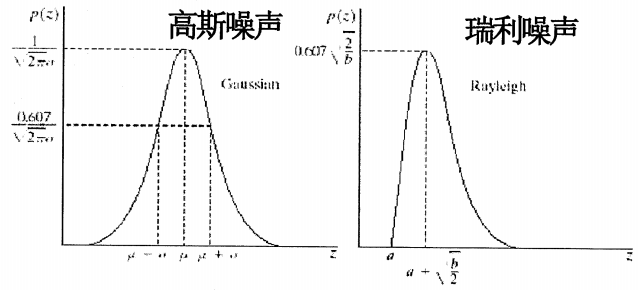 高斯噪声
p(z)
1/√2πσ
Gaussian
0.607/√2πσ
μ − σ μ μ + σ
z
瑞利噪声
p(z)
0.607√2/b
Rayleigh
a
a + √b/2
z